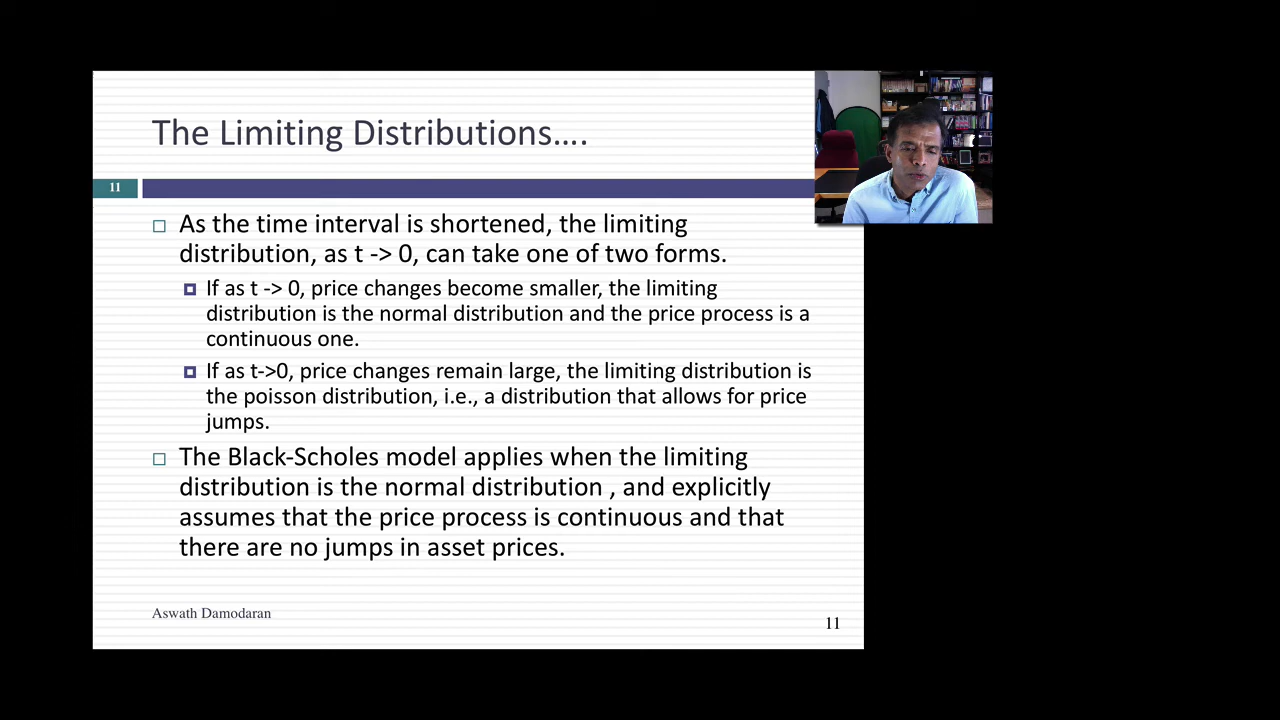 The Limiting Distributions….
11
As the time interval is shortened, the limiting
distribution, as t -> 0, can take one of two forms.
If as t -> 0, price changes become smaller, the limiting
distribution is the normal distribution and the price process is a
continuous one.
If as t->0, price changes remain large, the limiting distribution is
the poisson distribution, i.e., a distribution that allows for price
jumps.
The Black-Scholes model applies when the limiting
distribution is the normal distribution , and explicitly
assumes that the price process is continuous and that
there are no jumps in asset prices.
Aswath Damodaran
11